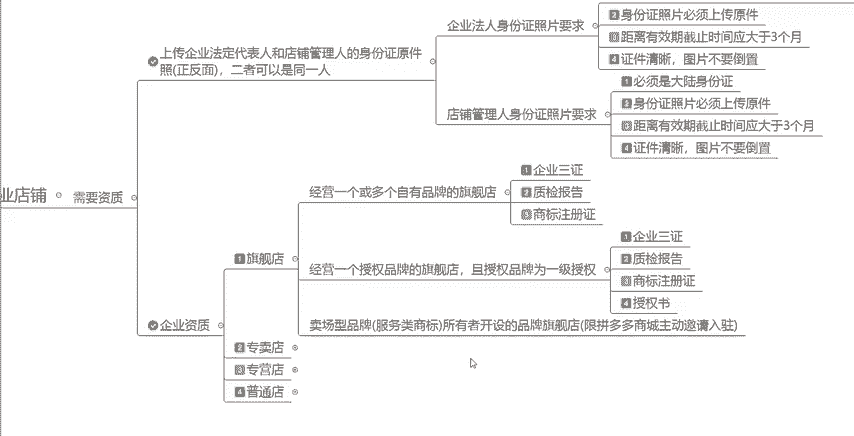 业店铺
需要资质
上传企业法定代表人和店铺管理人的身份证原件
照(正反面)，二者可以是同一人
企业法人身份证照片要求
2 身份证照片必须上传原件
3 距离有效期截止时间应大于3个月
4 证件清晰，图片不要倒置
店铺管理人身份证照片要求
1 必须是大陆身份证
2 身份证照片必须上传原件
3 距离有效期截止时间应大于3个月
4 证件清晰，图片不要倒置
企业资质
1 旗舰店
经营一个或多个自有品牌的旗舰店
1 企业三证
2 质检报告
3 商标注册证
经营一个授权品牌的旗舰店，且授权品牌为一级授权
1 企业三证
2 质检报告
3 商标注册证
4 授权书
卖场型品牌(服务类商标)所有者开设的品牌旗舰店(限拼多多商城主动邀请入驻)
2 专卖店
3 专营店
4 普通店